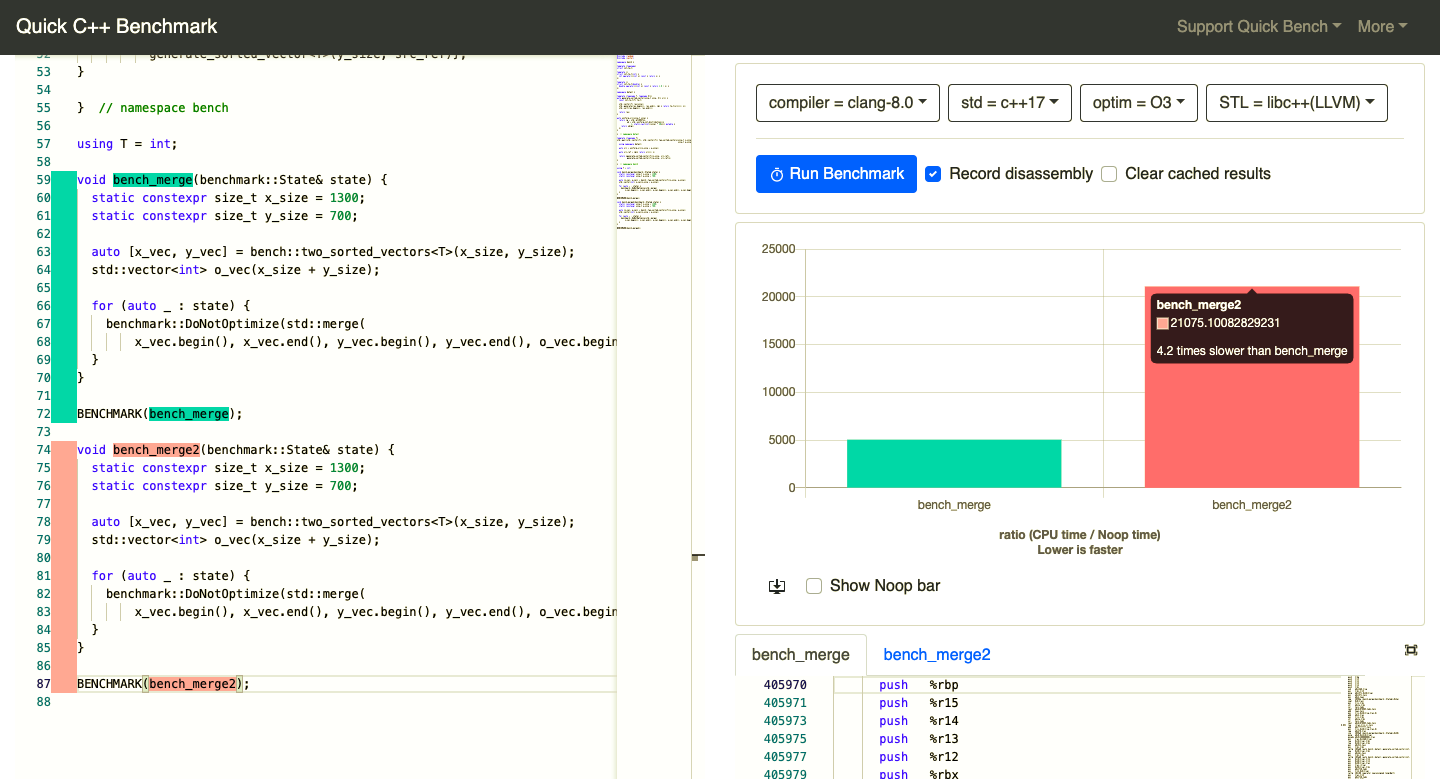 Quick C++ Benchmark
Support Quick Bench
More
52 generate_sorted_vector<T>(y_size, src_ref)};
53 }
54
55 } // namespace bench
56
57 using T = int;
58
59 void bench_merge(benchmark::State& state) {
60 static constexpr size_t x_size = 1300;
61 static constexpr size_t y_size = 700;
62
63 auto [x_vec, y_vec] = bench::two_sorted_vectors<T>(x_size, y_size);
64 std::vector<int> o_vec(x_size + y_size);
65
66 for (auto _ : state) {
67 benchmark::DoNotOptimize(std::merge(
68 x_vec.begin(), x_vec.end(), y_vec.begin(), y_vec.end(), o_vec.begin
69 }
70 }
71
72 BENCHMARK(bench_merge);
73
74 void bench_merge2(benchmark::State& state) {
75 static constexpr size_t x_size = 1300;
76 static constexpr size_t y_size = 700;
77
78 auto [x_vec, y_vec] = bench::two_sorted_vectors<T>(x_size, y_size);
79 std::vector<int> o_vec(x_size + y_size);
80
81 for (auto _ : state) {
82 benchmark::DoNotOptimize(std::merge(
83 x_vec.begin(), x_vec.end(), y_vec.begin(), y_vec.end(), o_vec.begin
84 }
85 }
86
87 BENCHMARK(bench_merge2);
88
compiler = clang-8.0
std = c++17
optim = O3
STL = libc++(LLVM)
Run Benchmark
Record disassembly
Clear cached results
25000
20000
15000
10000
5000
0
bench_merge2
21075.10082829231
4.2 times slower than bench_merge
bench_merge
bench_merge2
ratio (CPU time / Noop time)
Lower is faster
Show Noop bar
bench_merge
bench_merge2
405970 push %rbp
405971 push %r15
405973 push %r14
405975 push %r13
405977 push %r12
405979 push %rbx